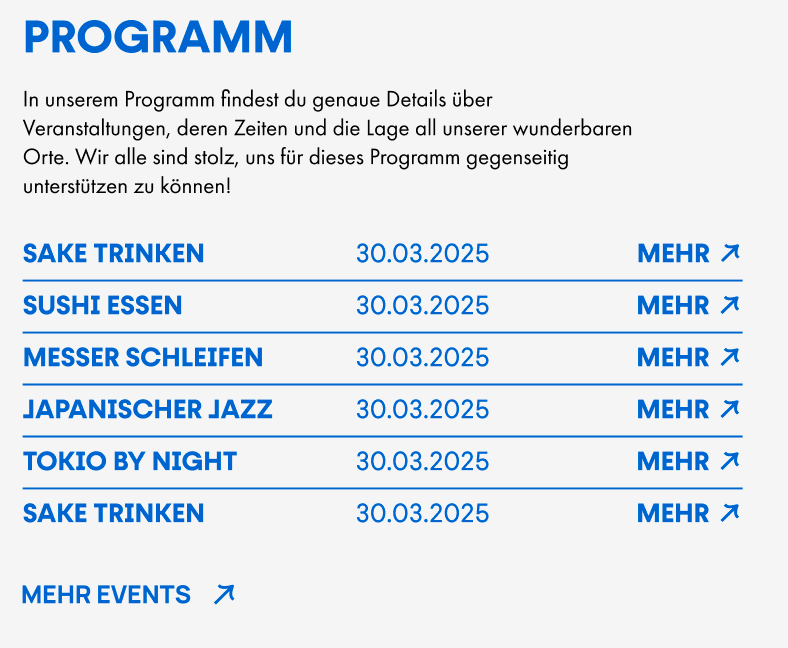 PROGRAMM
In unserem Programm findest du genaue Details über
Veranstaltungen, deren Zeiten und die Lage all unserer wunderbaren
Orte. Wir alle sind stolz, uns für dieses Programm gegenseitig
unterstützen zu können!
SAKE TRINKEN 30.03.2025 MEHR ↗
SUSHI ESSEN 30.03.2025 MEHR ↗
MESSER SCHLEIFEN 30.03.2025 MEHR ↗
JAPANISCHER JAZZ 30.03.2025 MEHR ↗
TOKIO BY NIGHT 30.03.2025 MEHR ↗
SAKE TRINKEN 30.03.2025 MEHR ↗
MEHR EVENTS ↗